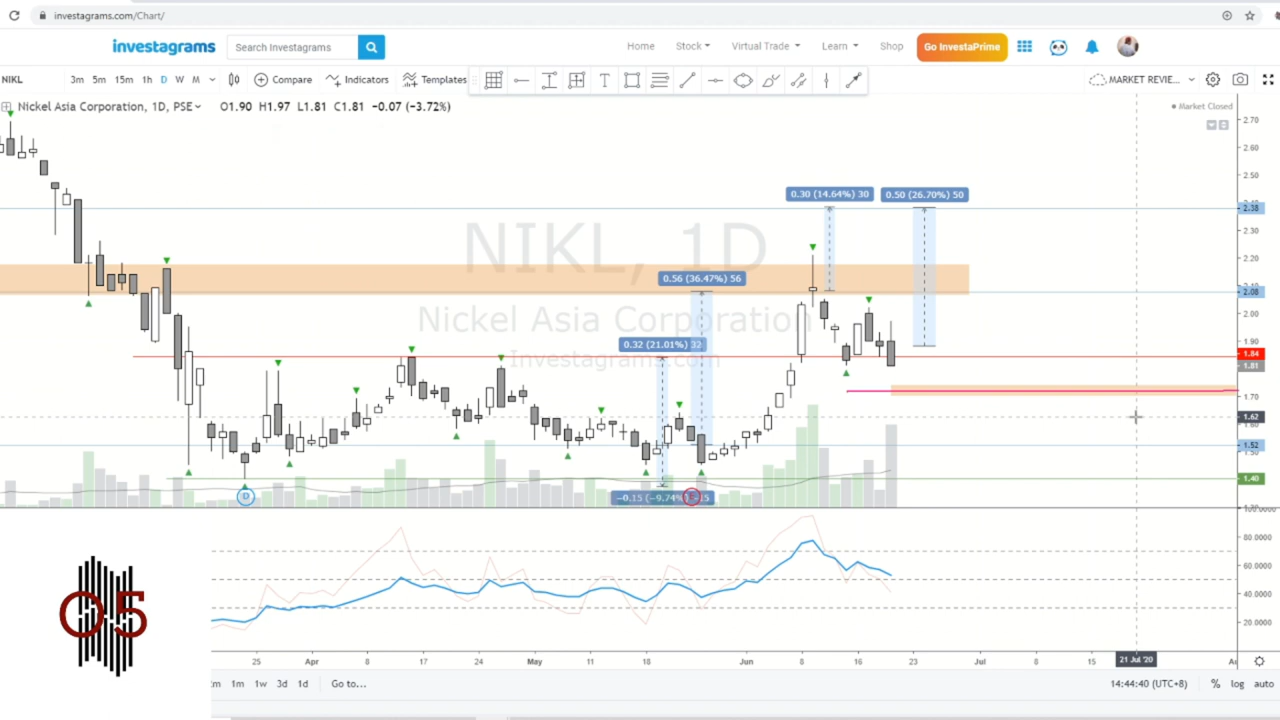 investagrams.com/Chart/
investagrams
Search Investagrams
Home
Stock
Virtual Trade
Learn
Shop
Go InvestaPrime
NIKL
3m 5m 15m 1h D W M
Compare
Indicators
Templates
MARKET REVIE...
Nickel Asia Corporation, 1D, PSE
O1.90 H1.97 L1.81 C1.81 -0.07 (-3.72%)
Market Closed
NIKL, 1D
Nickel Asia Corporation
Investagrams.com
0.30 (14.64%) 30
0.50 (26.70%) 50
0.56 (36.47%) 56
0.32 (21.01%) 32
-0.15 (-9.74%)
D
2.70
2.60
2.50
2.38
2.30
2.20
2.08
2.00
1.90
1.84
1.81
1.70
1.62
1.52
1.40
80.0000
60.0000
40.0000
20.0000
25 Apr 8 17 24 May 11 18 Jun 8 16 23 Jul 8 15 21 Jul '20
1m 1w 3d 1d Go to...
14:44:40 (UTC+8) % log auto
05